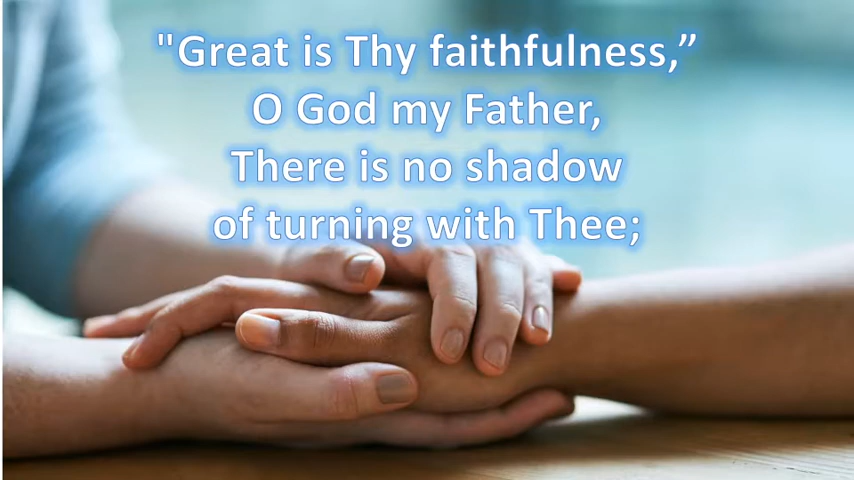 "Great is Thy faithfulness,”
O God my Father,
There is no shadow
of turning with Thee;